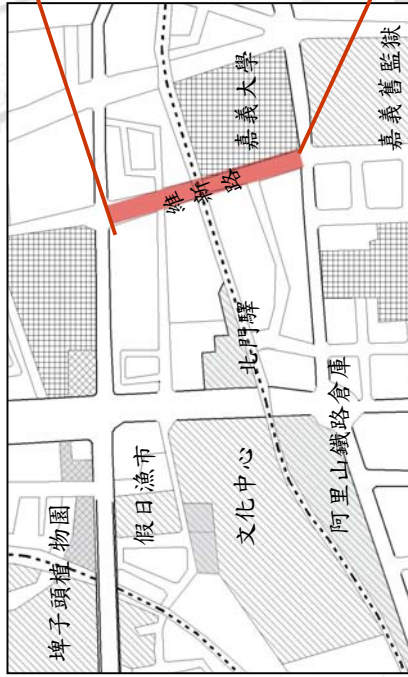 嘉義大學
嘉義舊監獄
維新路
北門驛
埤子頭植物園
假日漁市
文化中心
阿里山鐵路倉庫